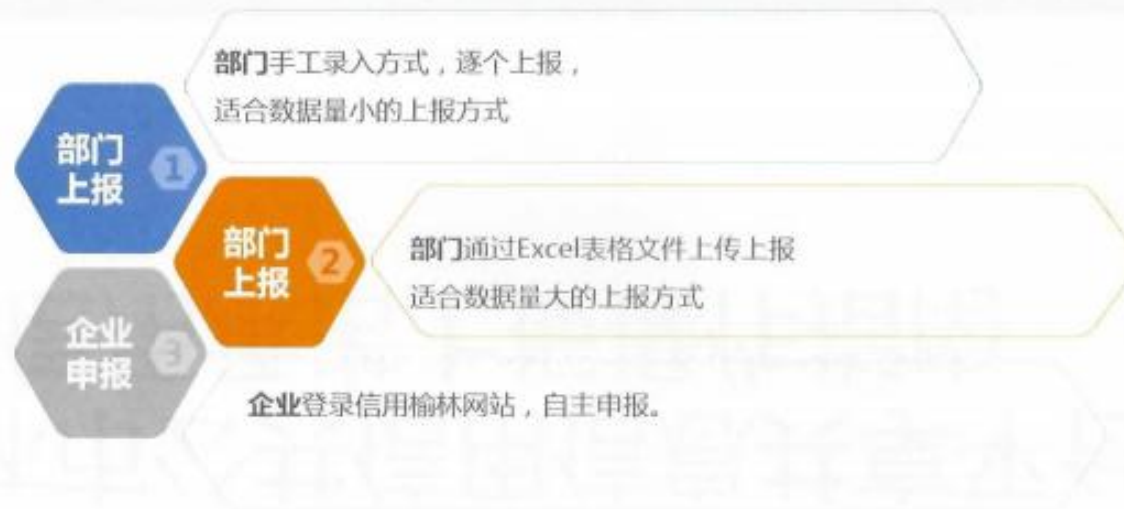 部门手工录入方式，逐个上报，
适合数据量小的上报方式
部门
上报
1
部门
上报
2
部门通过Excel表格文件上传上报
适合数据量大的上报方式
企业
申报
3
企业登录信用榆林网站，自主申报。